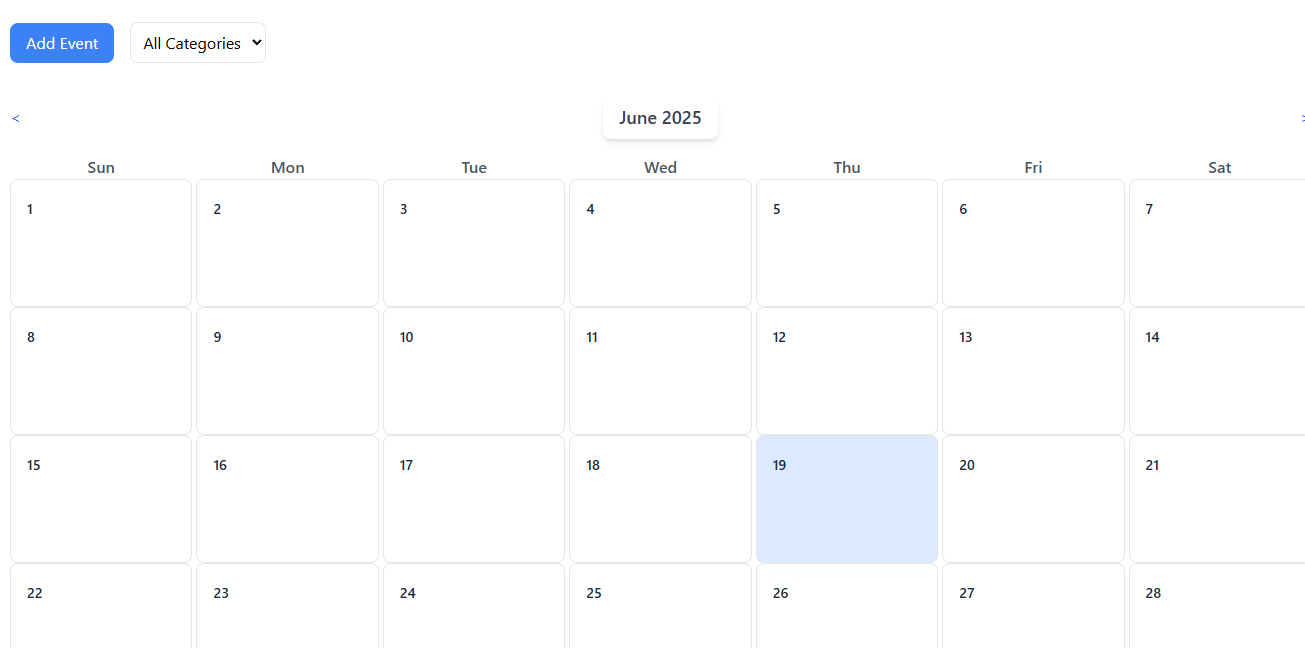 Add Event All Categories
< June 2025 >
Sun Mon Tue Wed Thu Fri Sat
1 2 3 4 5 6 7
8 9 10 11 12 13 14
15 16 17 18 19 20 21
22 23 24 25 26 27 28